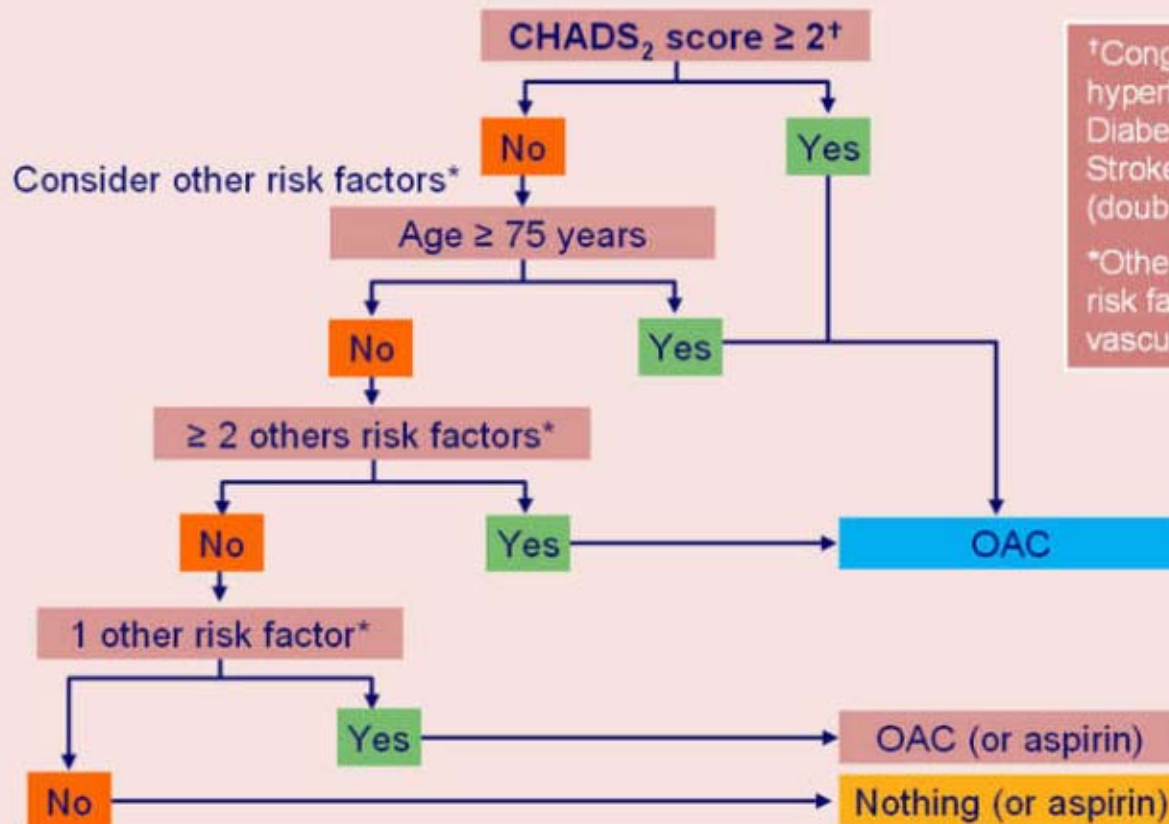 CHADS₂ score ≥ 2†
No
Yes
Consider other risk factors*
Age ≥ 75 years
No
Yes
≥ 2 others risk factors*
No
Yes
OAC
1 other risk factor*
Yes
OAC (or aspirin)
No
Nothing (or aspirin)
†Cong
hyper
Diabe
Stroke
(doub
*Othe
risk fa
vascu